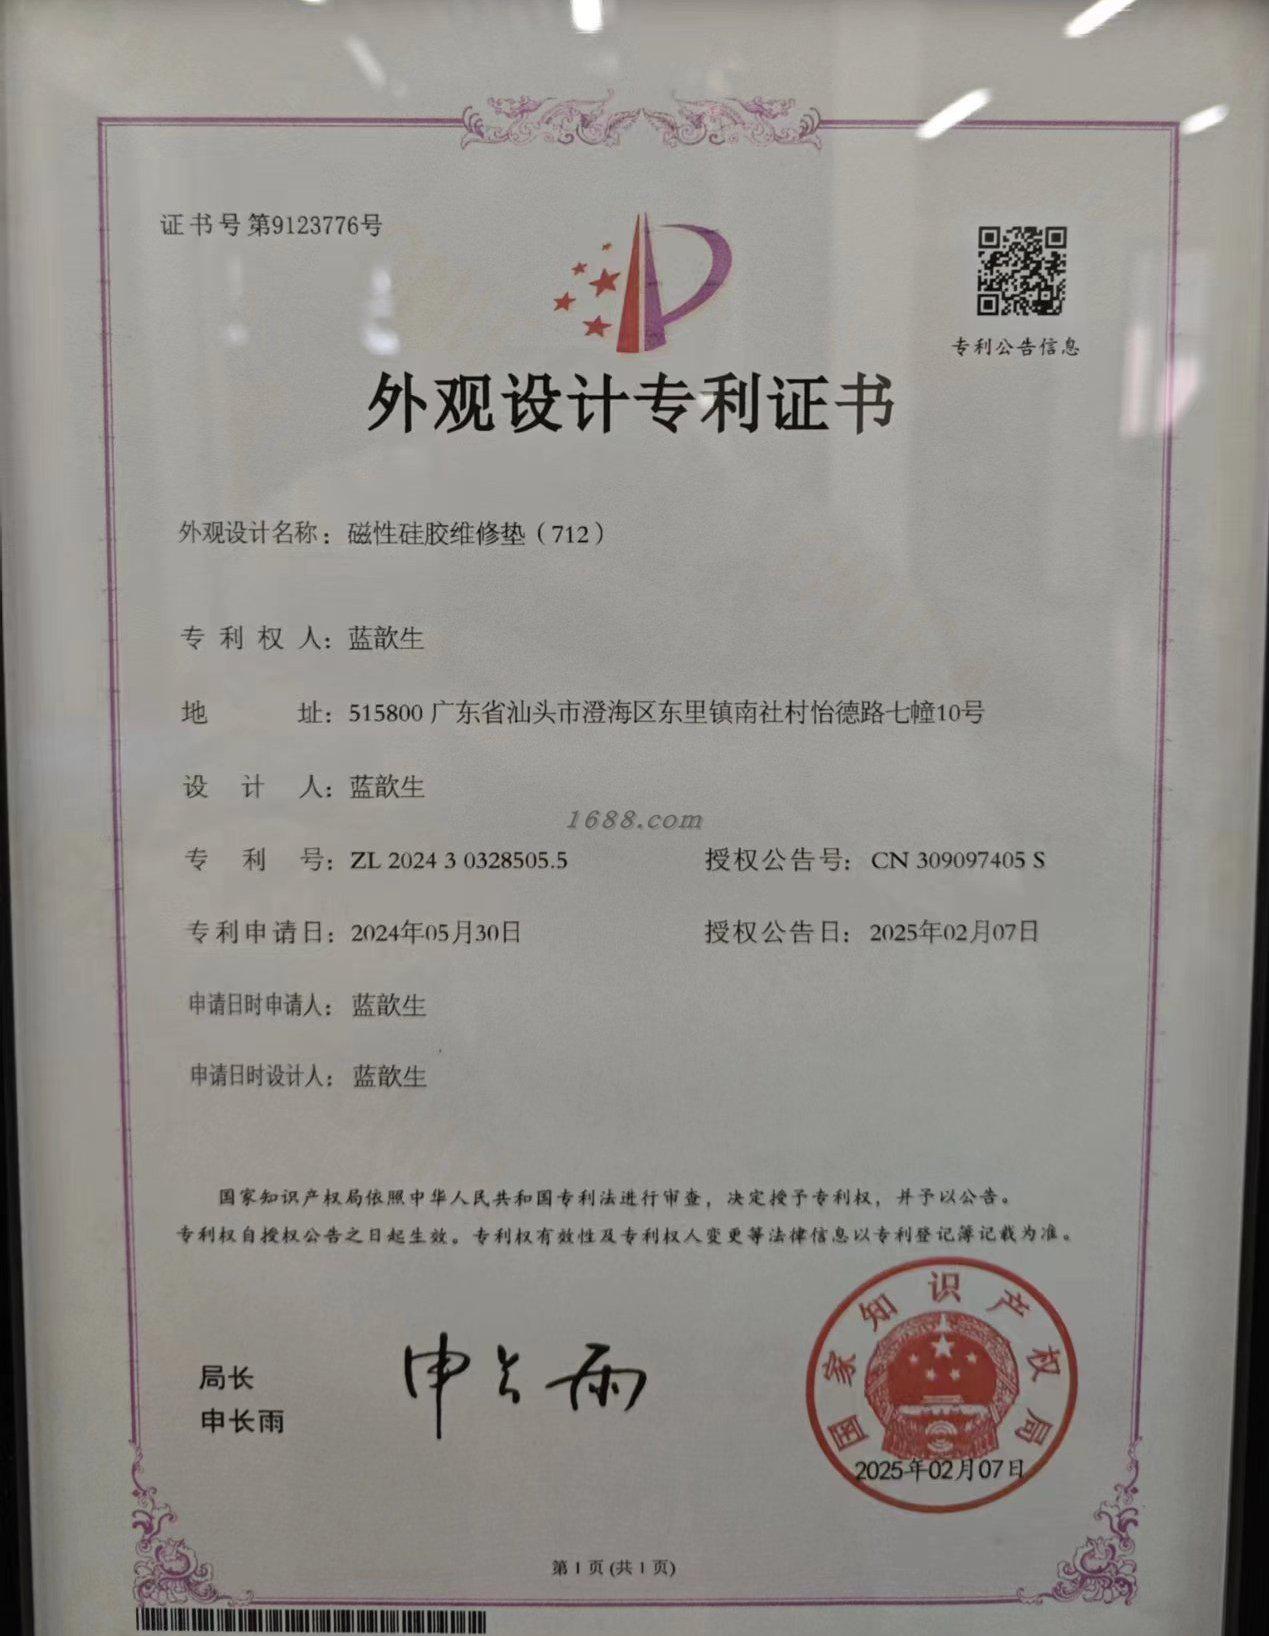 证书号第9123776号
专利公告信息
外观设计专利证书
外观设计名称：磁性硅胶维修垫（712）
专利权人：蓝歆生
地址：515800 广东省汕头市澄海区东里镇南社村怡德路七幢10号
设计人：蓝歆生
1688.com
专利号：ZL 2024 3 0328505.5 授权公告号：CN 309097405 S
专利申请日：2024年05月30日 授权公告日：2025年02月07日
申请日时申请人：蓝歆生
申请日时设计人：蓝歆生
国家知识产权局依照中华人民共和国专利法进行审查，决定授予专利权，并予以公告。
专利权自授权公告之日起生效。专利权有效性及专利权人变更等法律信息以专利登记簿记载为准。
局长
申长雨
申长雨
国家知识产权局
2025年02月07日
第1页(共1页)